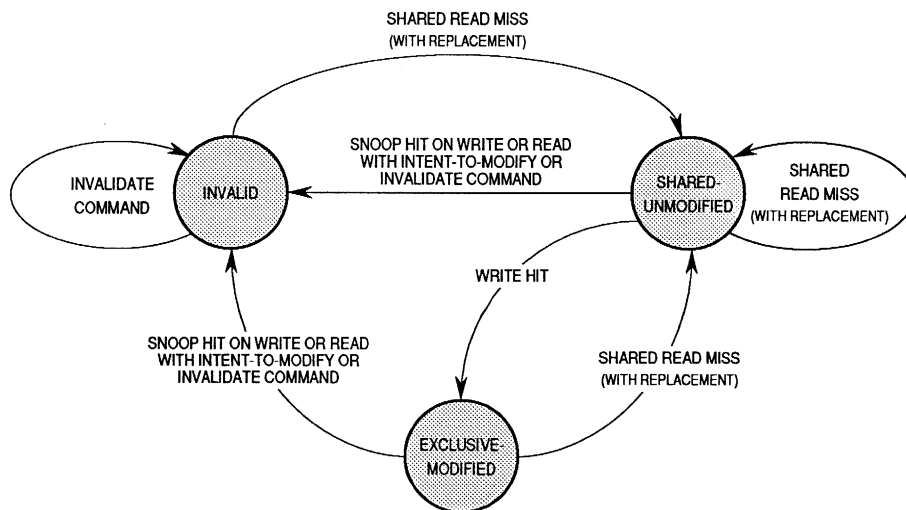 SHARED READ MISS
(WITH REPLACEMENT)
SNOOP HIT ON WRITE OR READ
WITH INTENT-TO-MODIFY OR
INVALIDATE COMMAND
INVALIDATE
COMMAND
INVALID
SHARED-
UNMODIFIED
SHARED
READ MISS
(WITH REPLACEMENT)
WRITE HIT
SNOOP HIT ON WRITE OR READ
WITH INTENT-TO-MODIFY OR
INVALIDATE COMMAND
SHARED READ MISS
(WITH REPLACEMENT)
EXCLUSIVE-
MODIFIED